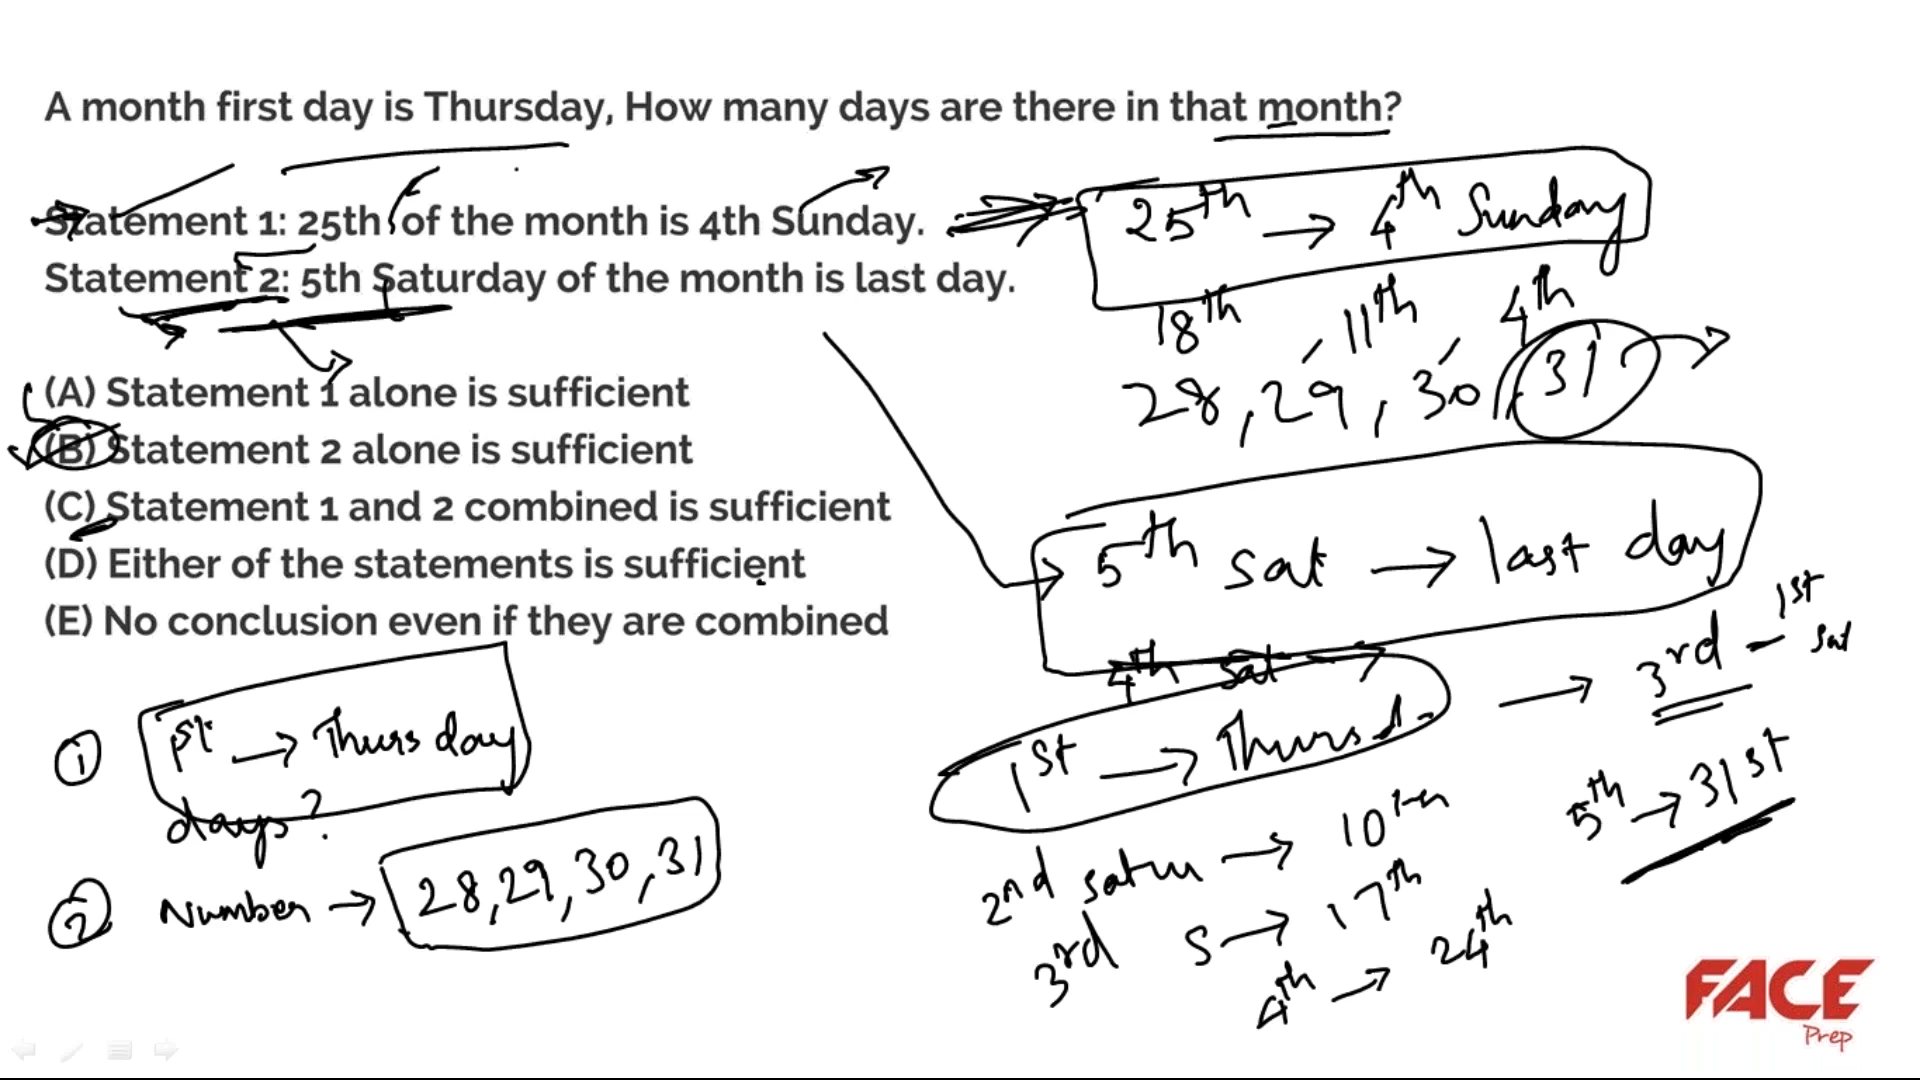 A month first day is Thursday, How many days are there in that month?
Statement 1: 25th of the month is 4th Sunday.
Statement 2: 5th Saturday of the month is last day.
(A) Statement 1 alone is sufficient
(B) Statement 2 alone is sufficient
(C) Statement 1 and 2 combined is sufficient
(D) Either of the statements is sufficient
(E) No conclusion even if they are combined
25th → 4th Sunday
18th, 11th, 4th
28, 29, 30, 31
5th sat → last day
4th sat →
1st → Thursd → 3rd - 1st sat
2nd satu → 10th
3rd S → 17th
4th → 24th
5th → 31st
1 1st → Thursday
days?
2 Number → 28, 29, 30, 31
FACE
Prep